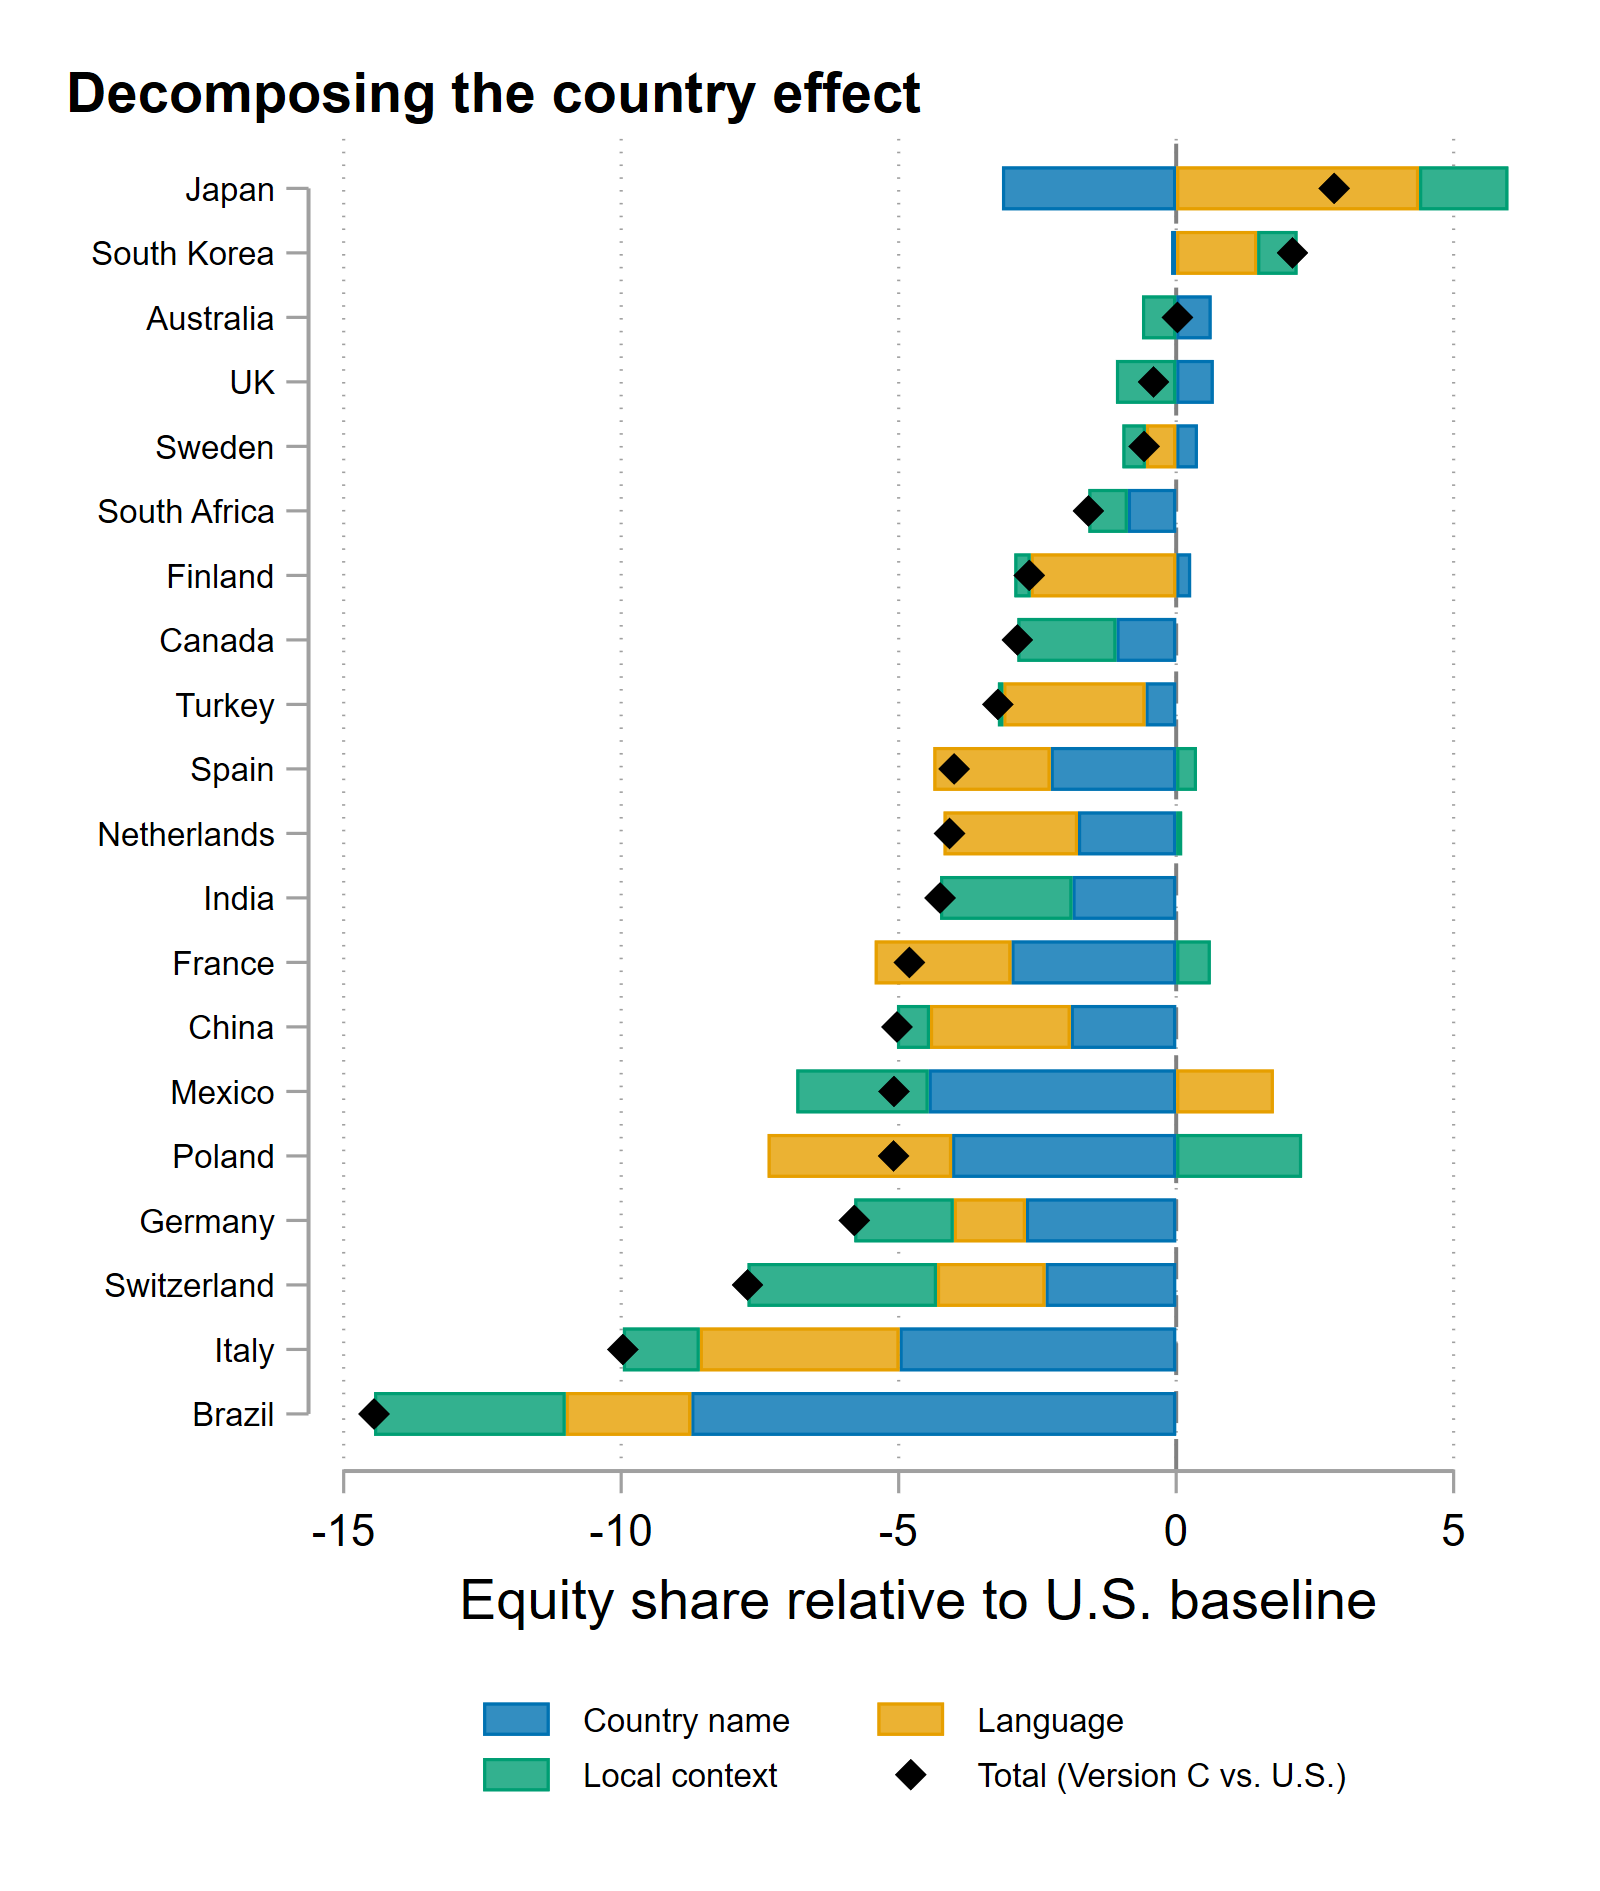 Decomposing the country effect
Japan
South Korea
Australia
UK
Sweden
South Africa
Finland
Canada
Turkey
Spain
Netherlands
India
France
China
Mexico
Poland
Germany
Switzerland
Italy
Brazil
-15 -10 -5 0 5
Equity share relative to U.S. baseline
Country name Language
Local context Total (Version C vs. U.S.)